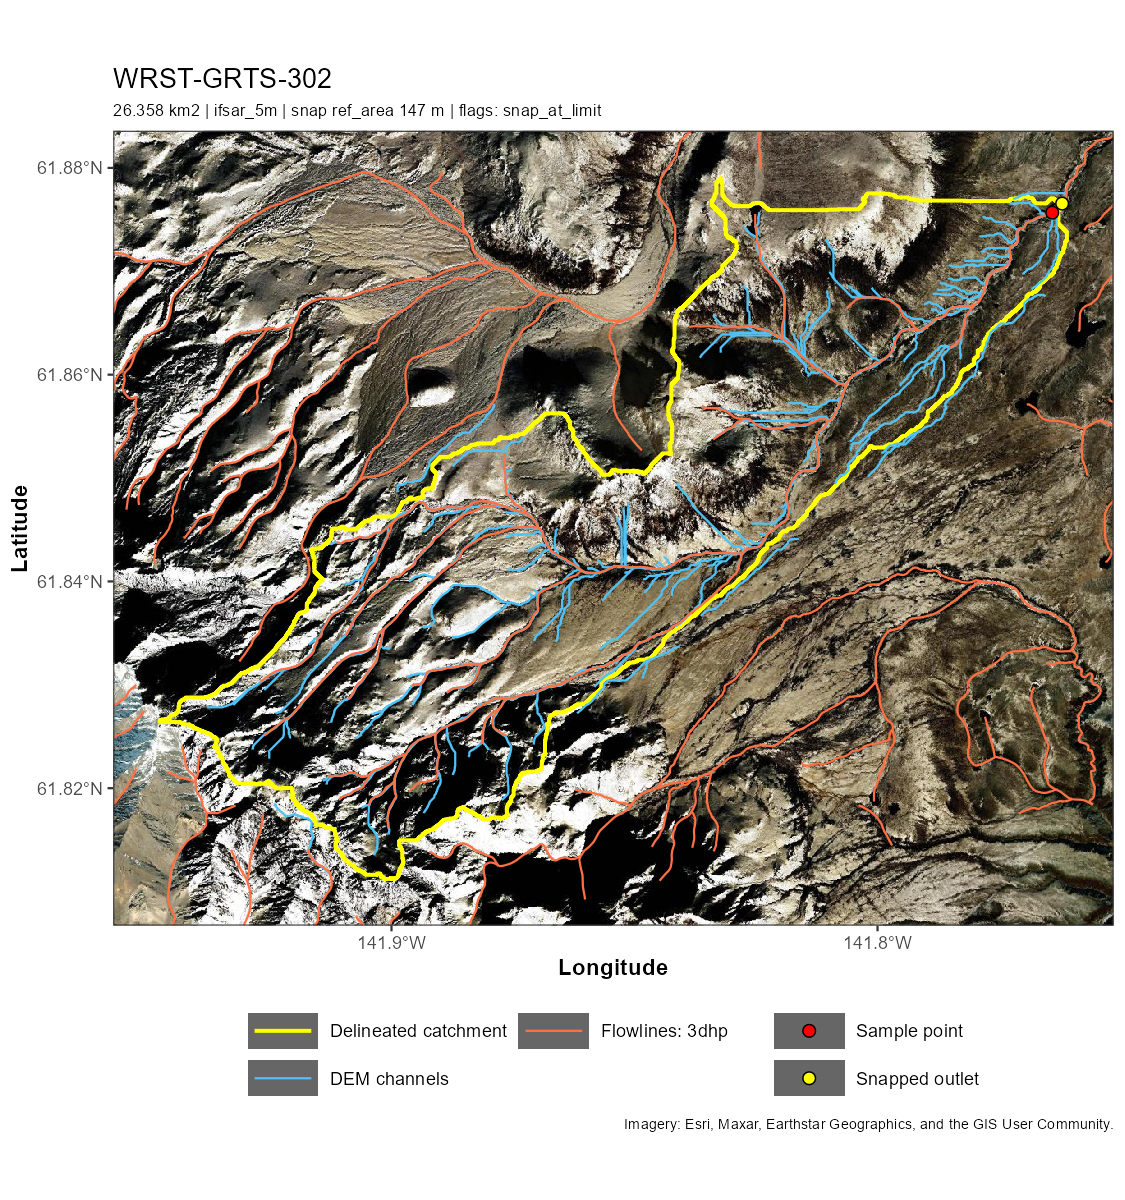 WRST-GRTS-302
26.358 km2 | ifsar_5m | snap ref_area 147 m | flags: snap_at_limit
61.88°N
61.86°N
61.84°N
61.82°N
Latitude
141.9°W
141.8°W
Longitude
Delineated catchment
Flowlines: 3dhp
Sample point
DEM channels
Snapped outlet
Imagery: Esri, Maxar, Earthstar Geographics, and the GIS User Community.